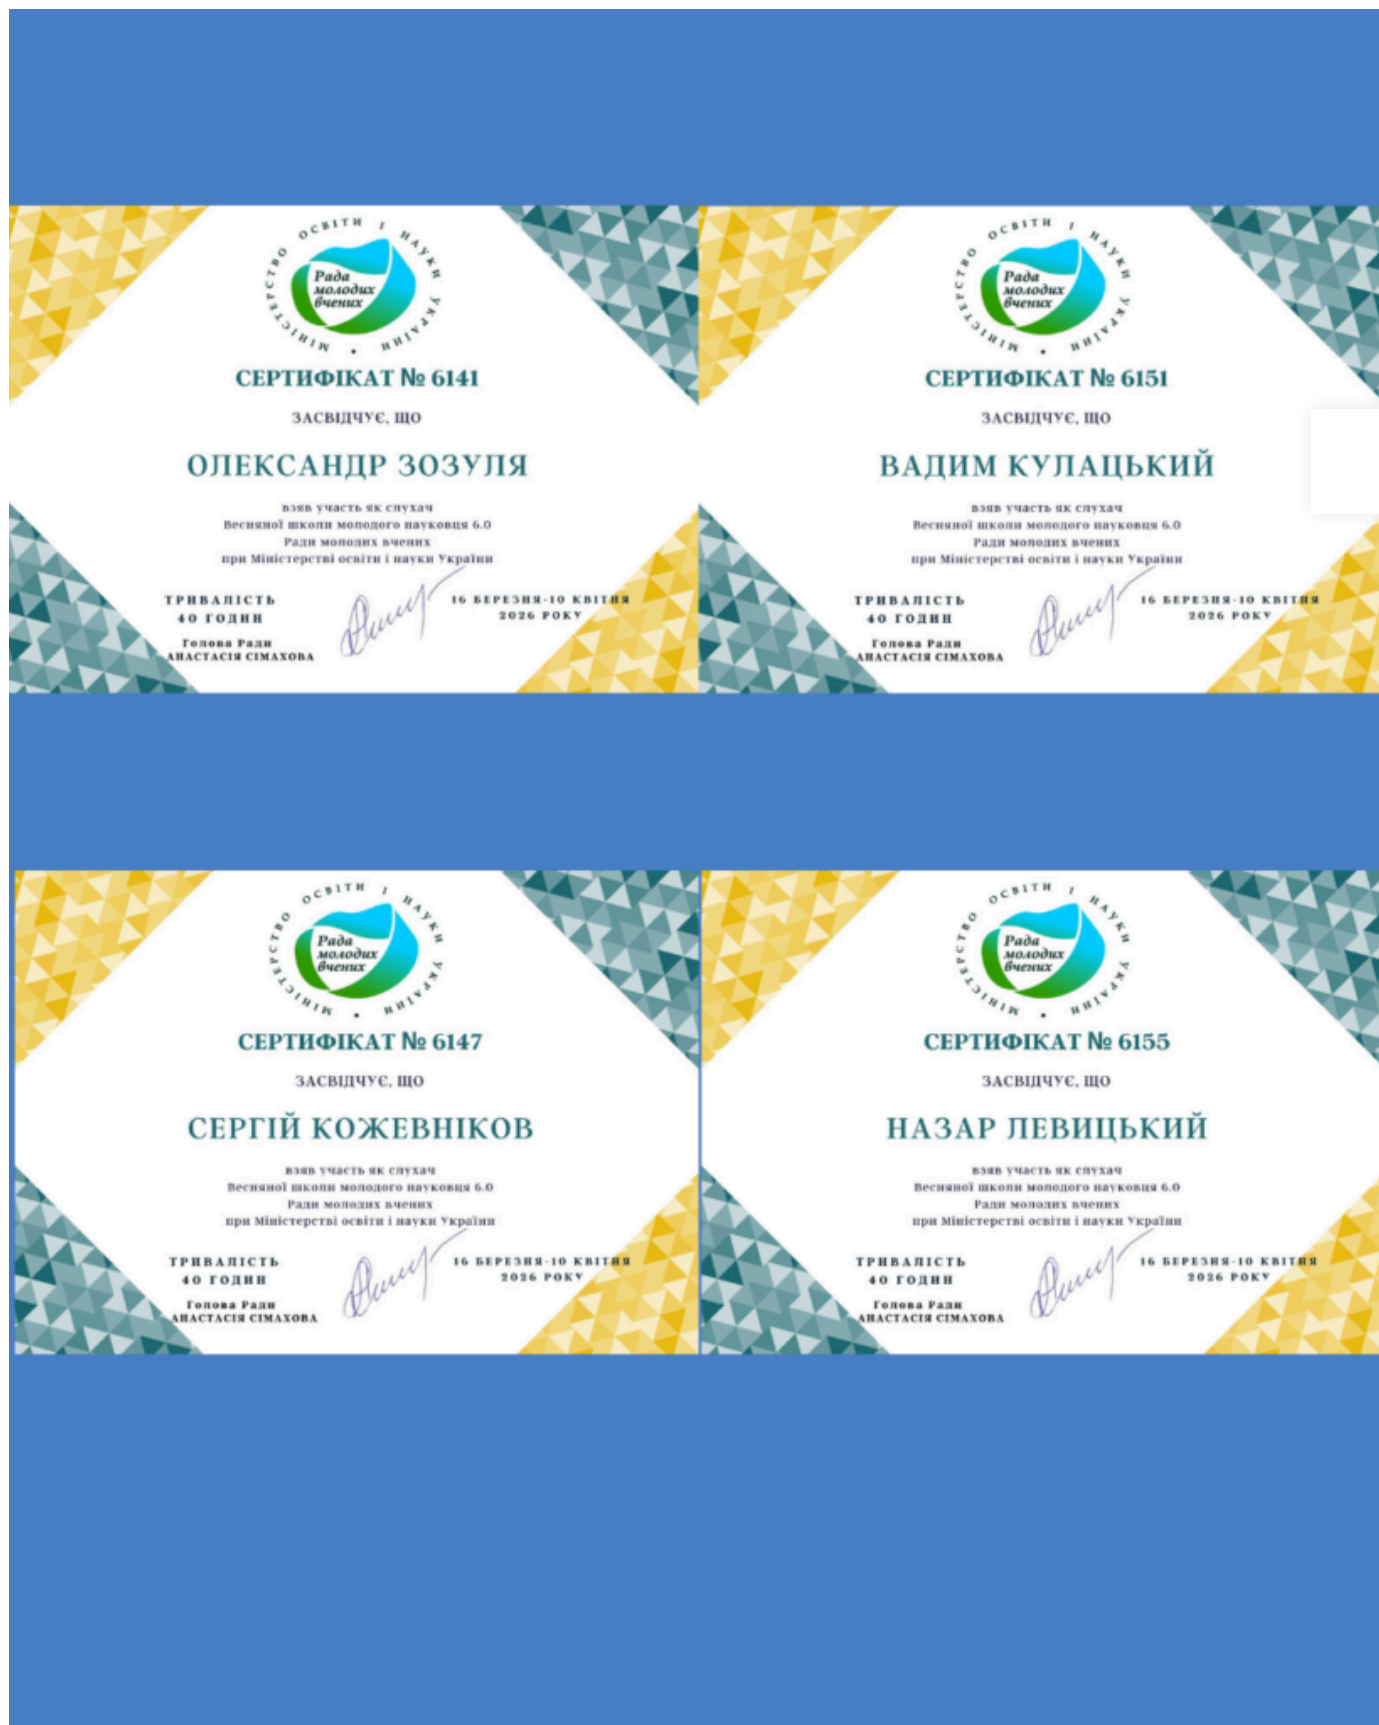 МІНІСТЕРСТВО ОСВІТИ І НАУКИ УКРАЇНИ •
Рада
молодих
вчених
СЕРТИФІКАТ № 6141
ЗАСВІДЧУЄ, ЩО
ОЛЕКСАНДР ЗОЗУЛЯ
взяв участь як слухач
Весняної школи молодого науковця 6.0
Ради молодих вчених
при Міністерстві освіти і науки України
ТРИВАЛІСТЬ
40 ГОДИН
16 БЕРЕЗНЯ-10 КВІТНЯ
2026 РОКУ
Голова Ради
АНАСТАСІЯ СІМАХОВА
МІНІСТЕРСТВО ОСВІТИ І НАУКИ УКРАЇНИ •
Рада
молодих
вчених
СЕРТИФІКАТ № 6151
ЗАСВІДЧУЄ, ЩО
ВАДИМ КУЛАЦЬКИЙ
взяв участь як слухач
Весняної школи молодого науковця 6.0
Ради молодих вчених
при Міністерстві освіти і науки України
ТРИВАЛІСТЬ
40 ГОДИН
16 БЕРЕЗНЯ-10 КВІТНЯ
2026 РОКУ
Голова Ради
АНАСТАСІЯ СІМАХОВА
МІНІСТЕРСТВО ОСВІТИ І НАУКИ УКРАЇНИ •
Рада
молодих
вчених
СЕРТИФІКАТ № 6147
ЗАСВІДЧУЄ, ЩО
СЕРГІЙ КОЖЕВНІКОВ
взяв участь як слухач
Весняної школи молодого науковця 6.0
Ради молодих вчених
при Міністерстві освіти і науки України
ТРИВАЛІСТЬ
40 ГОДИН
16 БЕРЕЗНЯ-10 КВІТНЯ
2026 РОКУ
Голова Ради
АНАСТАСІЯ СІМАХОВА
МІНІСТЕРСТВО ОСВІТИ І НАУКИ УКРАЇНИ •
Рада
молодих
вчених
СЕРТИФІКАТ № 6155
ЗАСВІДЧУЄ, ЩО
НАЗАР ЛЕВИЦЬКИЙ
взяв участь як слухач
Весняної школи молодого науковця 6.0
Ради молодих вчених
при Міністерстві освіти і науки України
ТРИВАЛІСТЬ
40 ГОДИН
16 БЕРЕЗНЯ-10 КВІТНЯ
2026 РОКУ
Голова Ради
АНАСТАСІЯ СІМАХОВА